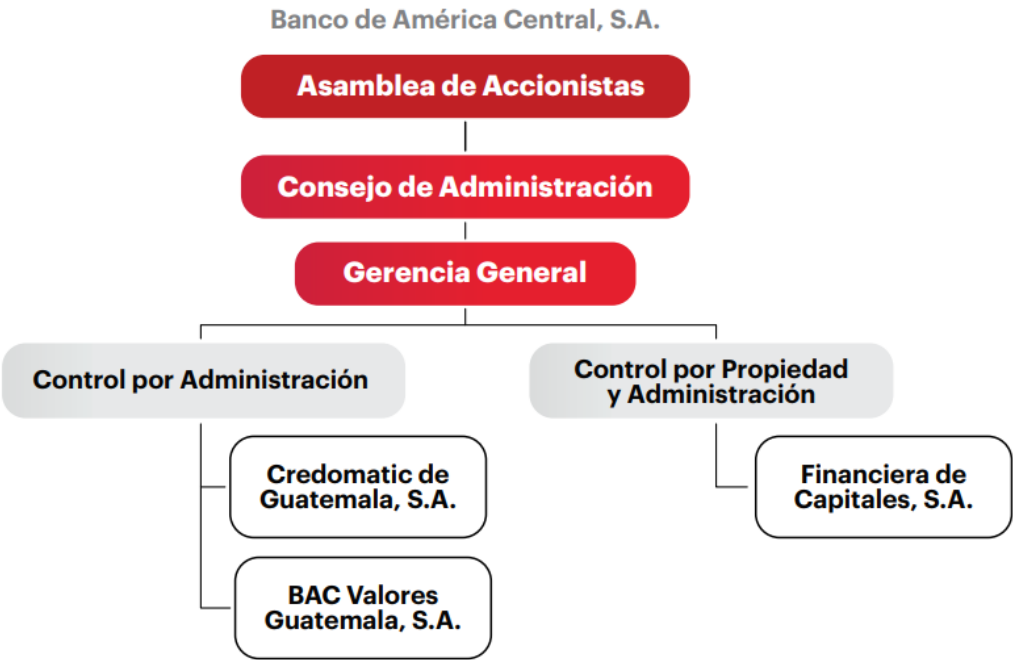 Banco de América Central, S.A.
Asamblea de Accionistas
Consejo de Administración
Gerencia General
Control por Administración
Control por Propiedad
y Administración
Credomatic de
Guatemala, S.A.
Financiera de
Capitales, S.A.
BAC Valores
Guatemala, S.A.